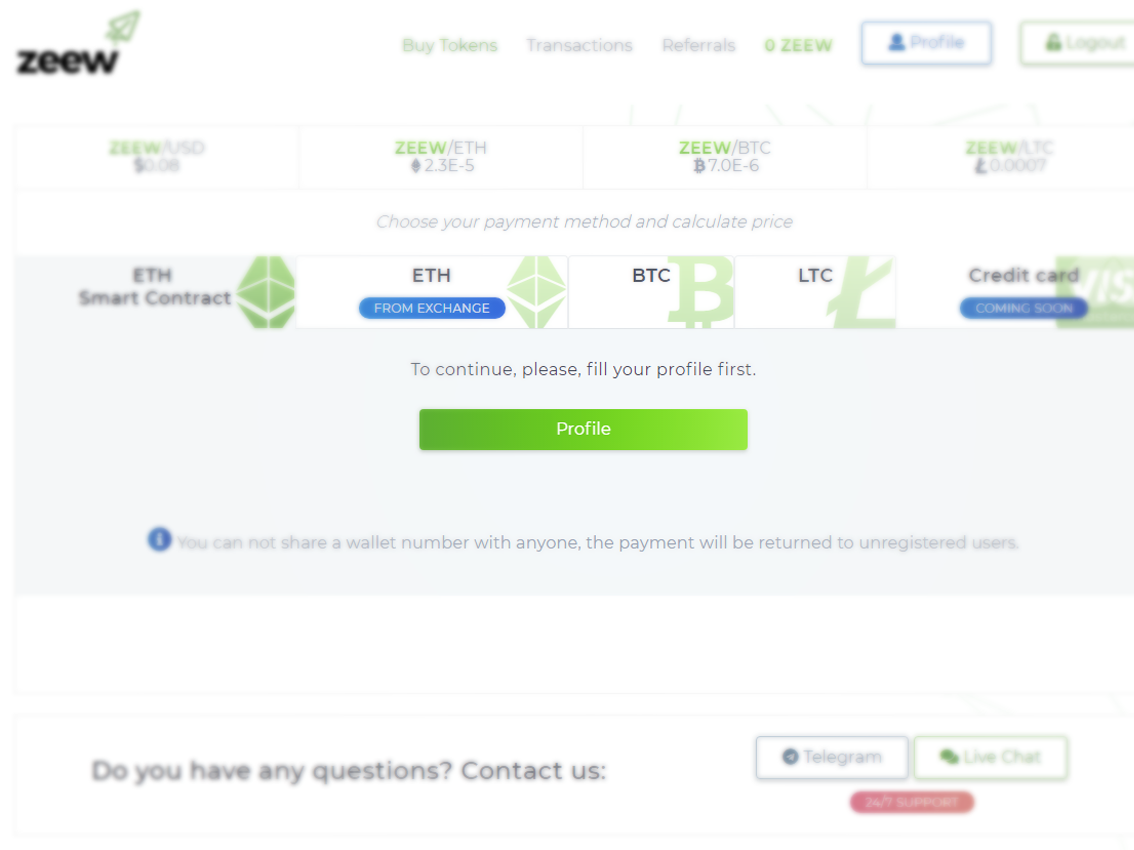 zeew
Buy Tokens Transactions Referrals 0 ZEEW Profile Logout
ZEEW/USD ZEEW/ETH ZEEW/BTC ZEEW/LTC
$0.08 2.3E-5 7.0E-6 0.0007
Choose your payment method and calculate price
ETH ETH BTC LTC Credit card
Smart Contract FROM EXCHANGE COMING SOON
To continue, please, fill your profile first.
Profile
You can not share a wallet number with anyone, the payment will be returned to unregistered users.
Do you have any questions? Contact us:
Telegram Live Chat
24/7 SUPPORT